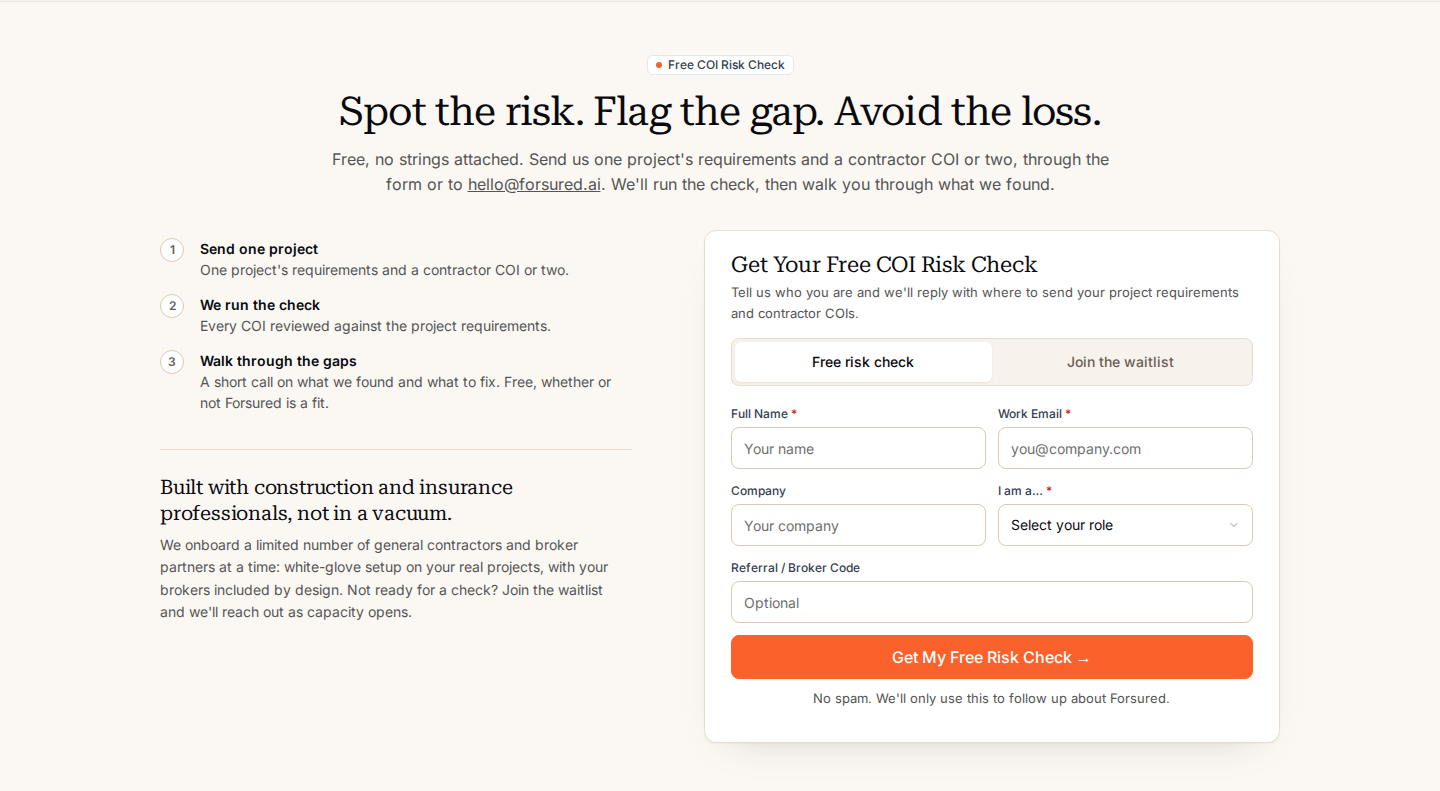 Free COI Risk Check
Spot the risk. Flag the gap. Avoid the loss.
Free, no strings attached. Send us one project's requirements and a contractor COI or two, through the
form or to hello@forsured.ai. We'll run the check, then walk you through what we found.
1
Send one project
One project's requirements and a contractor COI or two.
2
We run the check
Every COI reviewed against the project requirements.
3
Walk through the gaps
A short call on what we found and what to fix. Free, whether or
not Forsured is a fit.
Built with construction and insurance
professionals, not in a vacuum.
We onboard a limited number of general contractors and broker
partners at a time: white-glove setup on your real projects, with your
brokers included by design. Not ready for a check? Join the waitlist
and we'll reach out as capacity opens.
Get Your Free COI Risk Check
Tell us who you are and we'll reply with where to send your project requirements
and contractor COIs.
Free risk check Join the waitlist
Full Name * Work Email *
Your name you@company.com
Company I am a... *
Your company Select your role
Referral / Broker Code
Optional
Get My Free Risk Check →
No spam. We'll only use this to follow up about Forsured.